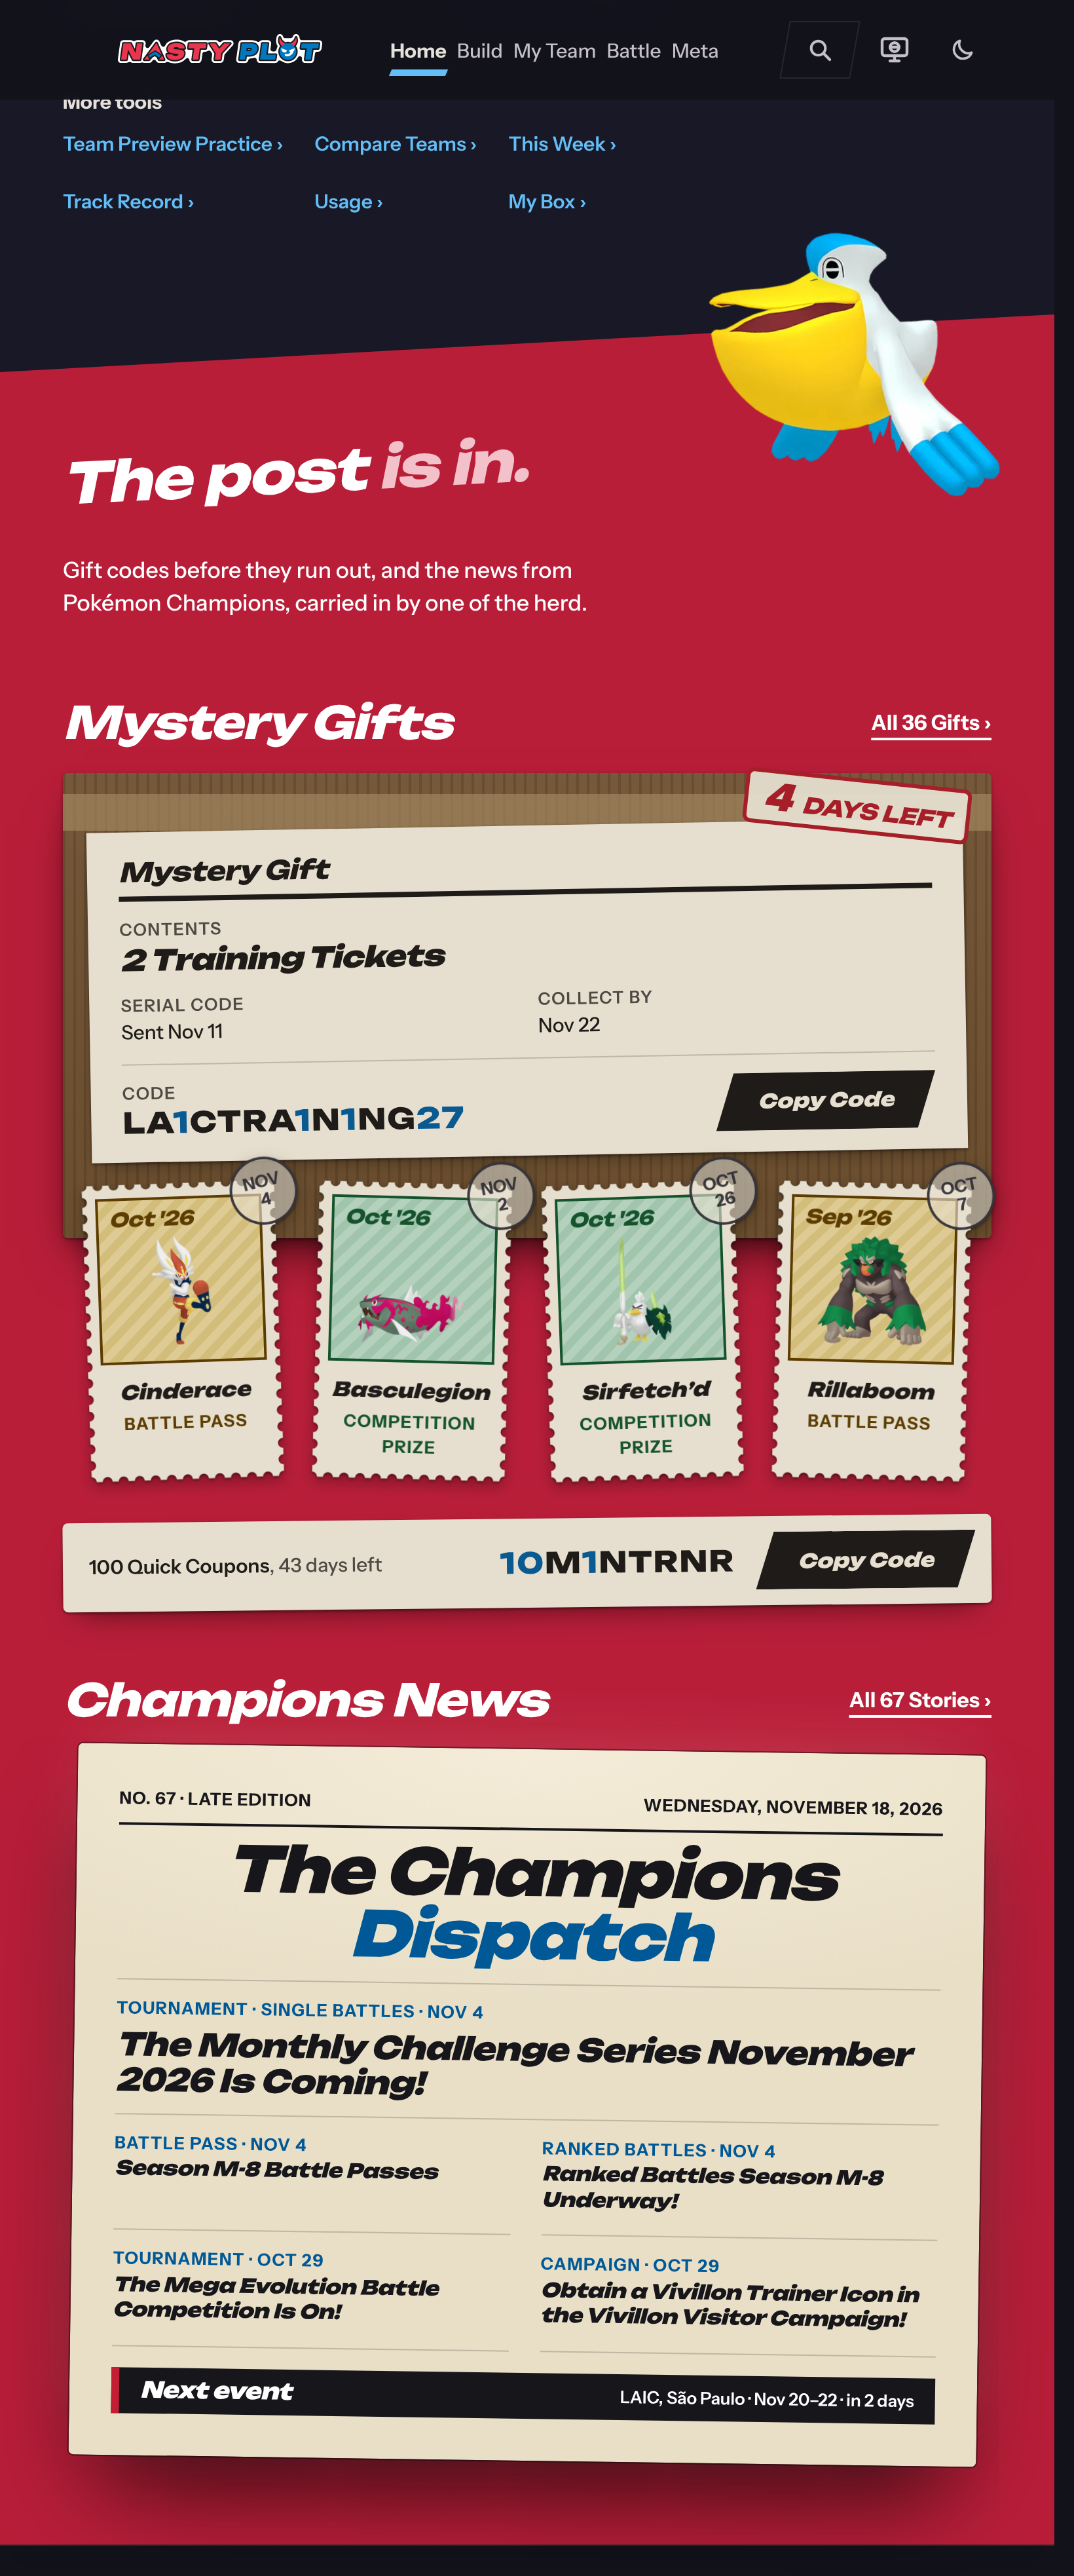 NASTY PLOT
Home Build My Team Battle Meta
More tools
Team Preview Practice › Compare Teams › This Week ›
Track Record › Usage › My Box ›
The post is in.
Gift codes before they run out, and the news from
Pokémon Champions, carried in by one of the herd.
Mystery Gifts
All 36 Gifts ›
4 DAYS LEFT
Mystery Gift
CONTENTS
2 Training Tickets
SERIAL CODE
Sent Nov 11
COLLECT BY
Nov 22
CODE
LA1CTRA1N1NG27
Copy Code
NOV
4
Oct '26
Cinderace
BATTLE PASS
NOV
2
Oct '26
Basculegion
COMPETITION
PRIZE
OCT
26
Oct '26
Sirfetch’d
COMPETITION
PRIZE
OCT
7
Sep '26
Rillaboom
BATTLE PASS
100 Quick Coupons, 43 days left
10M1NTRNR
Copy Code
Champions News
All 67 Stories ›
NO. 67 · LATE EDITION
WEDNESDAY, NOVEMBER 18, 2026
The Champions
Dispatch
TOURNAMENT · SINGLE BATTLES · NOV 4
The Monthly Challenge Series November
2026 Is Coming!
BATTLE PASS · NOV 4
Season M-8 Battle Passes
RANKED BATTLES · NOV 4
Ranked Battles Season M-8
Underway!
TOURNAMENT · OCT 29
The Mega Evolution Battle
Competition Is On!
CAMPAIGN · OCT 29
Obtain a Vivillon Trainer Icon in
the Vivillon Visitor Campaign!
Next event
LAIC, São Paulo · Nov 20–22 · in 2 days